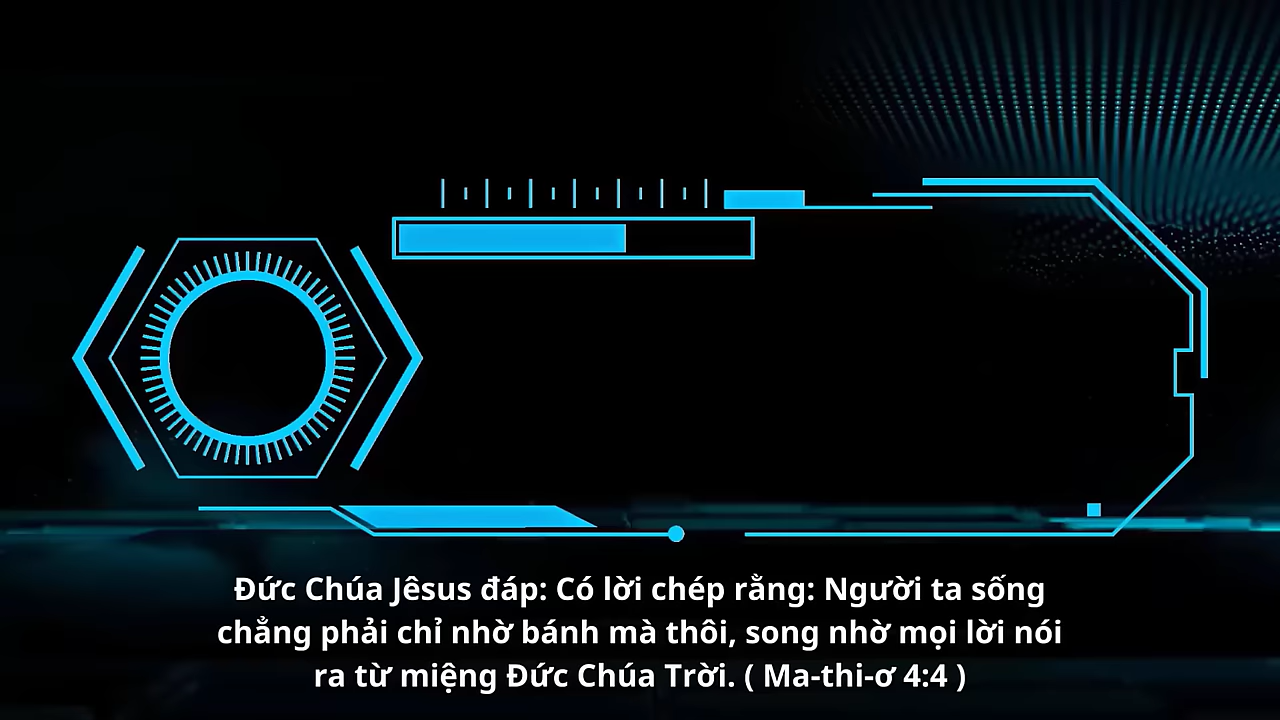 Đức Chúa Jêsus đáp: Có lời chép rằng: Người ta sống
chẳng phải chỉ nhờ bánh mà thôi, song nhờ mọi lời nói
ra từ miệng Đức Chúa Trời. ( Ma-thi-ơ 4:4 )